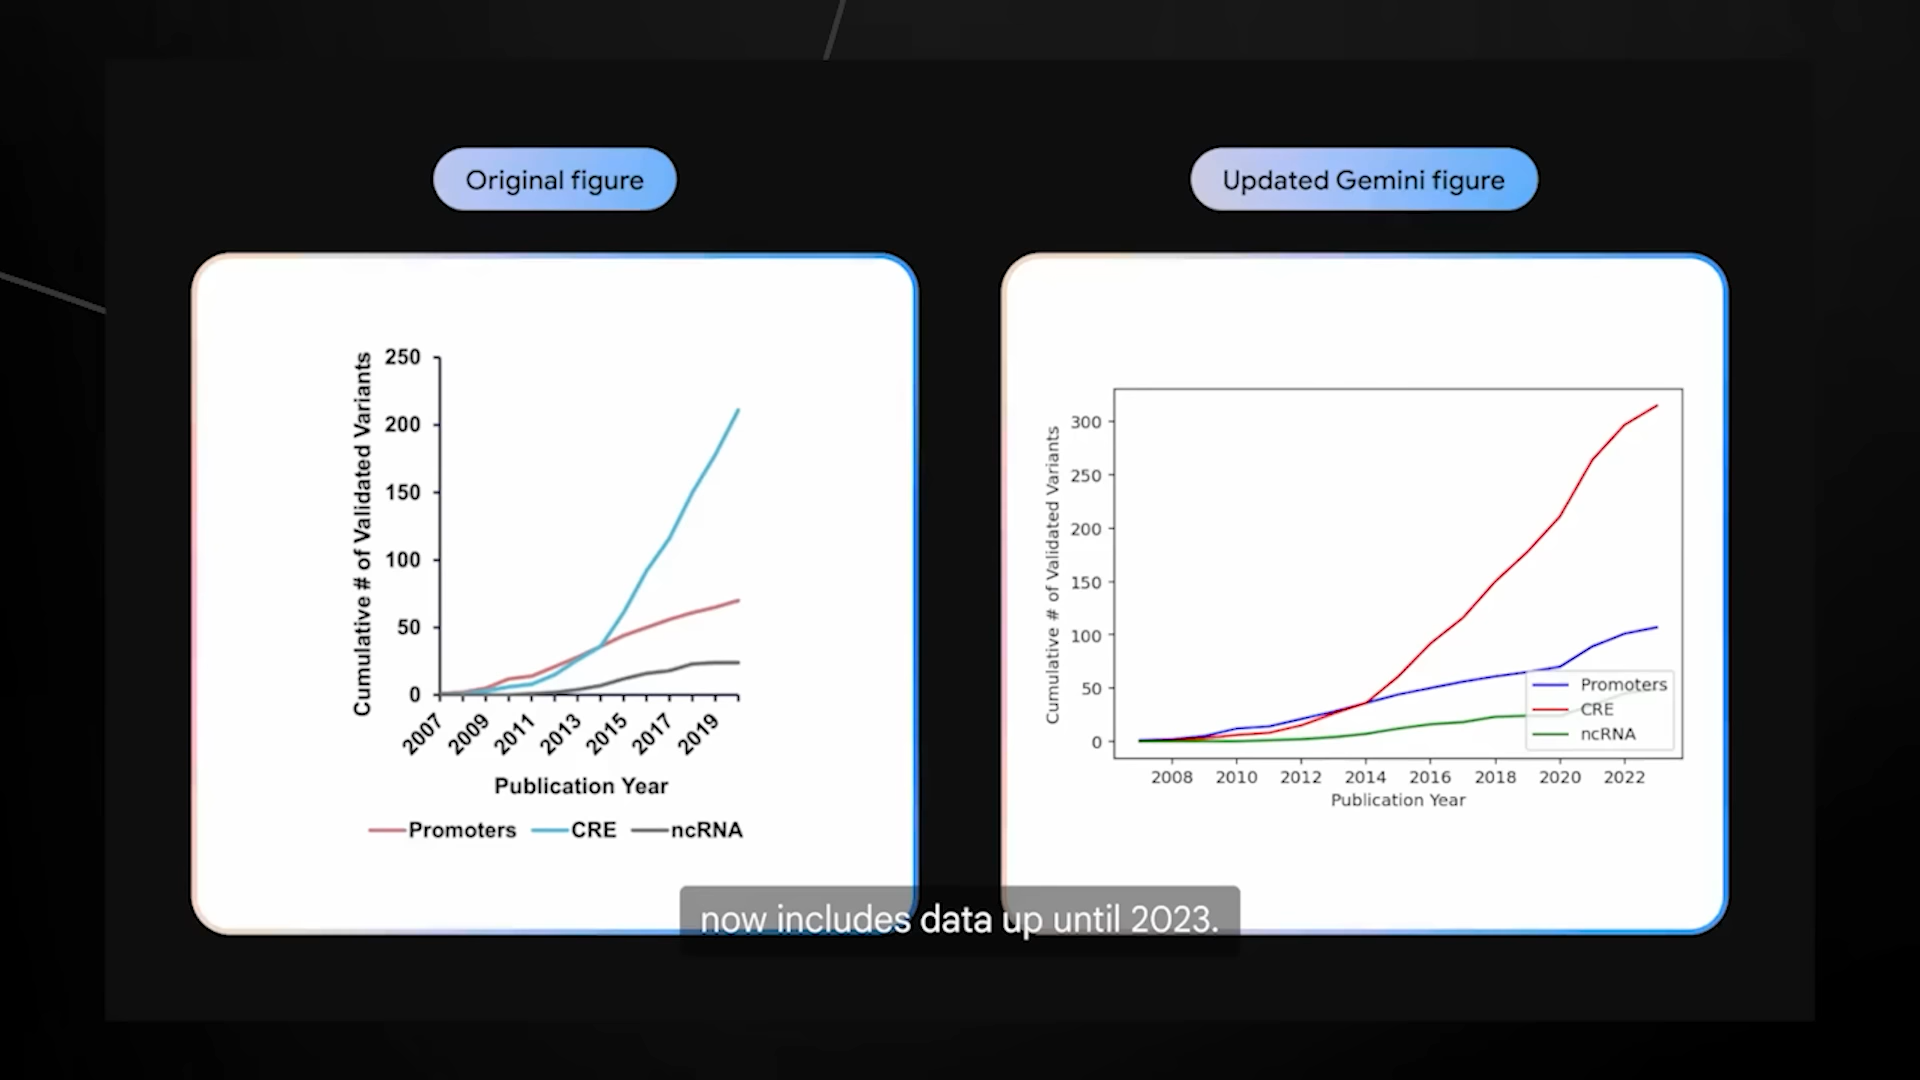 Original figure
Updated Gemini figure
Cumulative # of Validated Variants
250
200
150
100
50
0
2007
2009
2011
2013
2015
2017
2019
Publication Year
Promoters CRE ncRNA
Cumulative # of Validated Variants
300
250
200
150
100
50
0
Promoters
CRE
ncRNA
2008 2010 2012 2014 2016 2018 2020 2022
Publication Year
now includes data up until 2023.